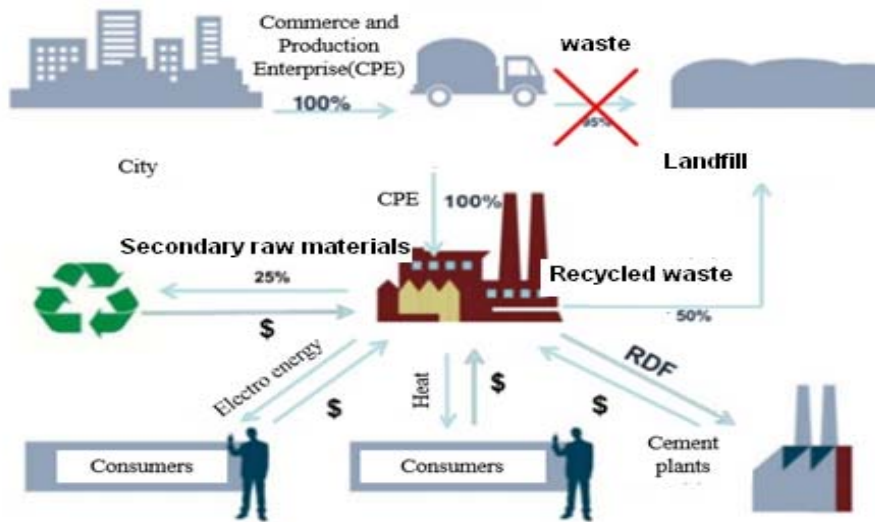 Commerce and
Production
Enterprise(CPE)
100%
waste
95%
City
Landfill
CPE
100%
Secondary raw materials
25%
$
Recycled waste
50%
Electro energy
$
Heat
$
RDF
$
Consumers
Consumers
Cement
plants